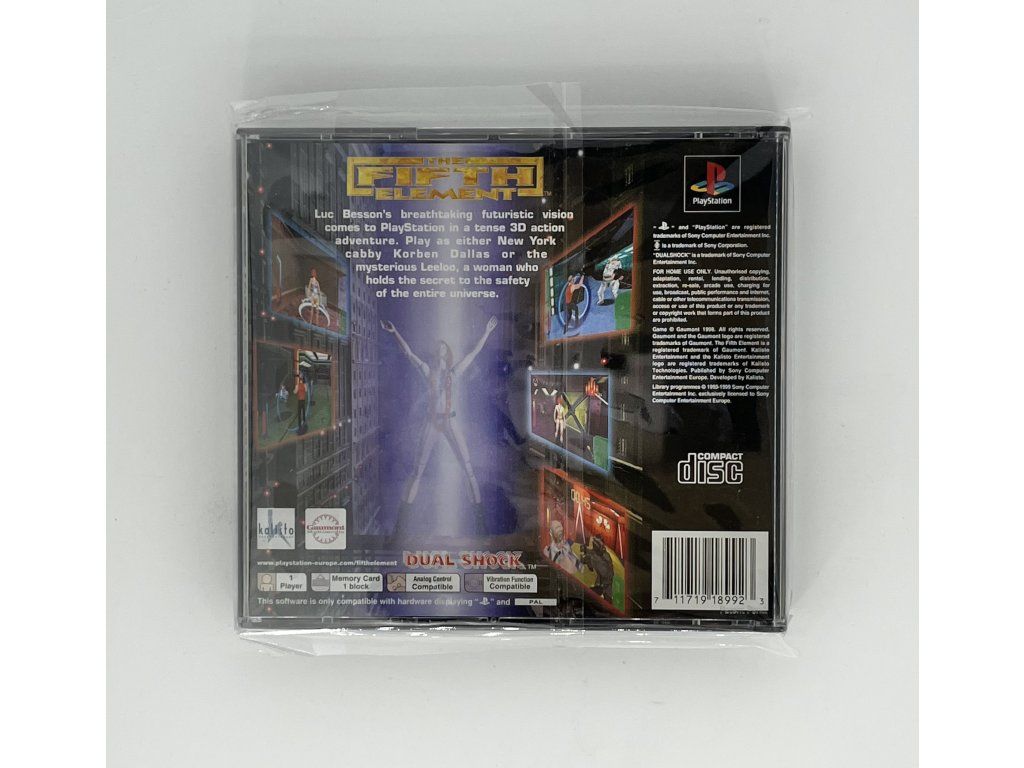 THE
FIFTH
ELEMENT™
Luc Besson's breathtaking futuristic vision
comes to PlayStation in a tense 3D action
adventure. Play as either New York
cabby Korben Dallas or the
mysterious Leeloo, a woman who
holds the secret to the safety
of the entire universe.
PlayStation
" " and "PlayStation" are registered
trademarks of Sony Computer Entertainment Inc.
is a trademark of Sony Corporation.
"DUALSHOCK" is a trademark of Sony Computer
Entertainment Inc.
FOR HOME USE ONLY. Unauthorised copying,
adaptation, rental, lending, distribution,
extraction, re-sale, arcade use, charging for
use, broadcast, public performance and internet,
cable or other telecommunications transmission,
access or use of this product or any trademark
or copyright work that forms part of this product
are prohibited.
Game © Gaumont 1998. All rights reserved.
Gaumont and the Gaumont logo are registered
trademarks of Gaumont. The Fifth Element is a
registered trademark of Gaumont. Kalisto
Entertainment and the Kalisto Entertainment
logo are registered trademarks of Kalisto
Technologies. Published by Sony Computer
Entertainment Europe. Developed by Kalisto.
Library programmes © 1993-1998 Sony Computer
Entertainment Inc. exclusively licensed to Sony
Computer Entertainment Europe.
COMPACT
disc
kalisto
Gaumont
www.playstation-europe.com/fifthelement
DUAL SHOCK™
1
Player
Memory Card
1 block
Analog Control
Compatible
Vibration Function
Compatible
This software is only compatible with hardware displaying " " and PAL
7 11719 18992 3